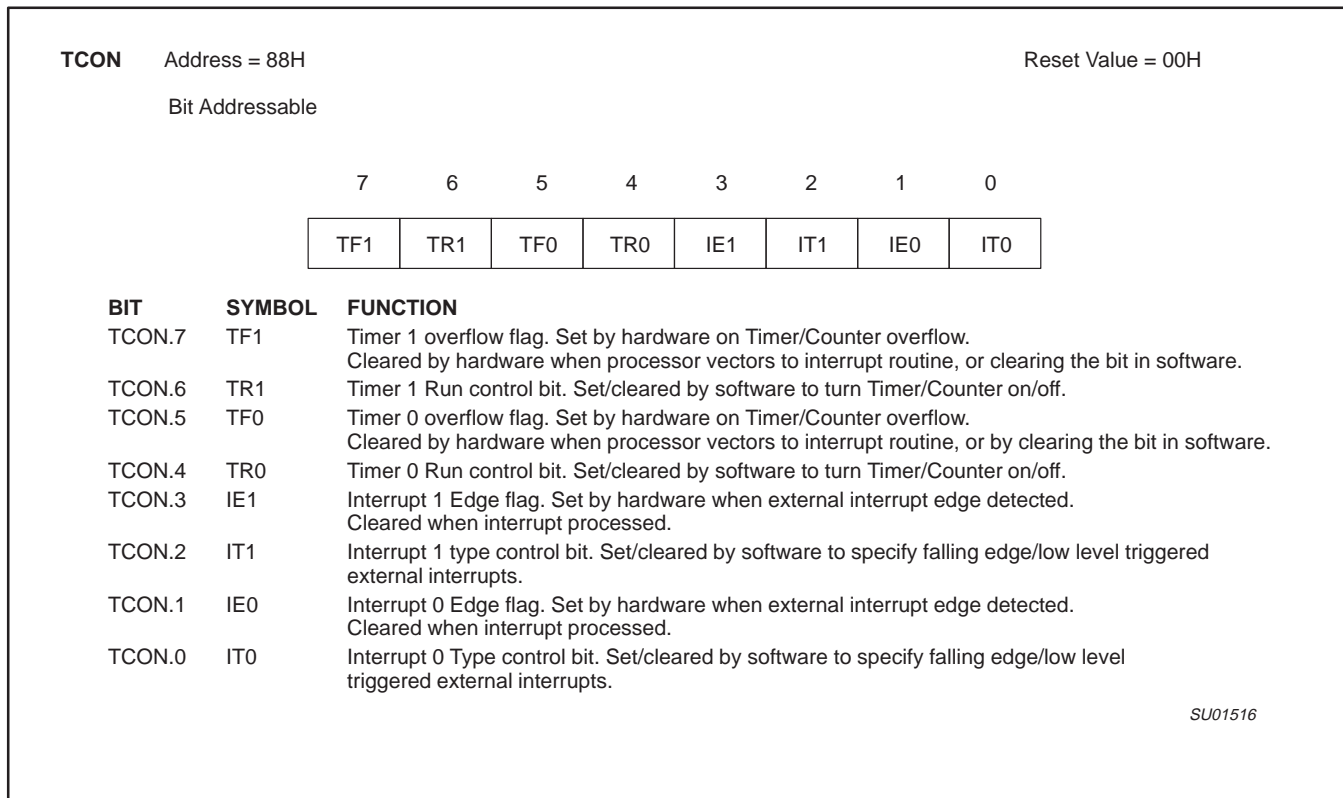 TCON Address = 88H Reset Value = 00H
Bit Addressable
7 6 5 4 3 2 1 0
TF1 TR1 TF0 TR0 IE1 IT1 IE0 IT0
BIT SYMBOL FUNCTION
TCON.7 TF1 Timer 1 overflow flag. Set by hardware on Timer/Counter overflow.
Cleared by hardware when processor vectors to interrupt routine, or clearing the bit in software.
TCON.6 TR1 Timer 1 Run control bit. Set/cleared by software to turn Timer/Counter on/off.
TCON.5 TF0 Timer 0 overflow flag. Set by hardware on Timer/Counter overflow.
Cleared by hardware when processor vectors to interrupt routine, or by clearing the bit in software.
TCON.4 TR0 Timer 0 Run control bit. Set/cleared by software to turn Timer/Counter on/off.
TCON.3 IE1 Interrupt 1 Edge flag. Set by hardware when external interrupt edge detected.
Cleared when interrupt processed.
TCON.2 IT1 Interrupt 1 type control bit. Set/cleared by software to specify falling edge/low level triggered
external interrupts.
TCON.1 IE0 Interrupt 0 Edge flag. Set by hardware when external interrupt edge detected.
Cleared when interrupt processed.
TCON.0 IT0 Interrupt 0 Type control bit. Set/cleared by software to specify falling edge/low level
triggered external interrupts.
SU01516